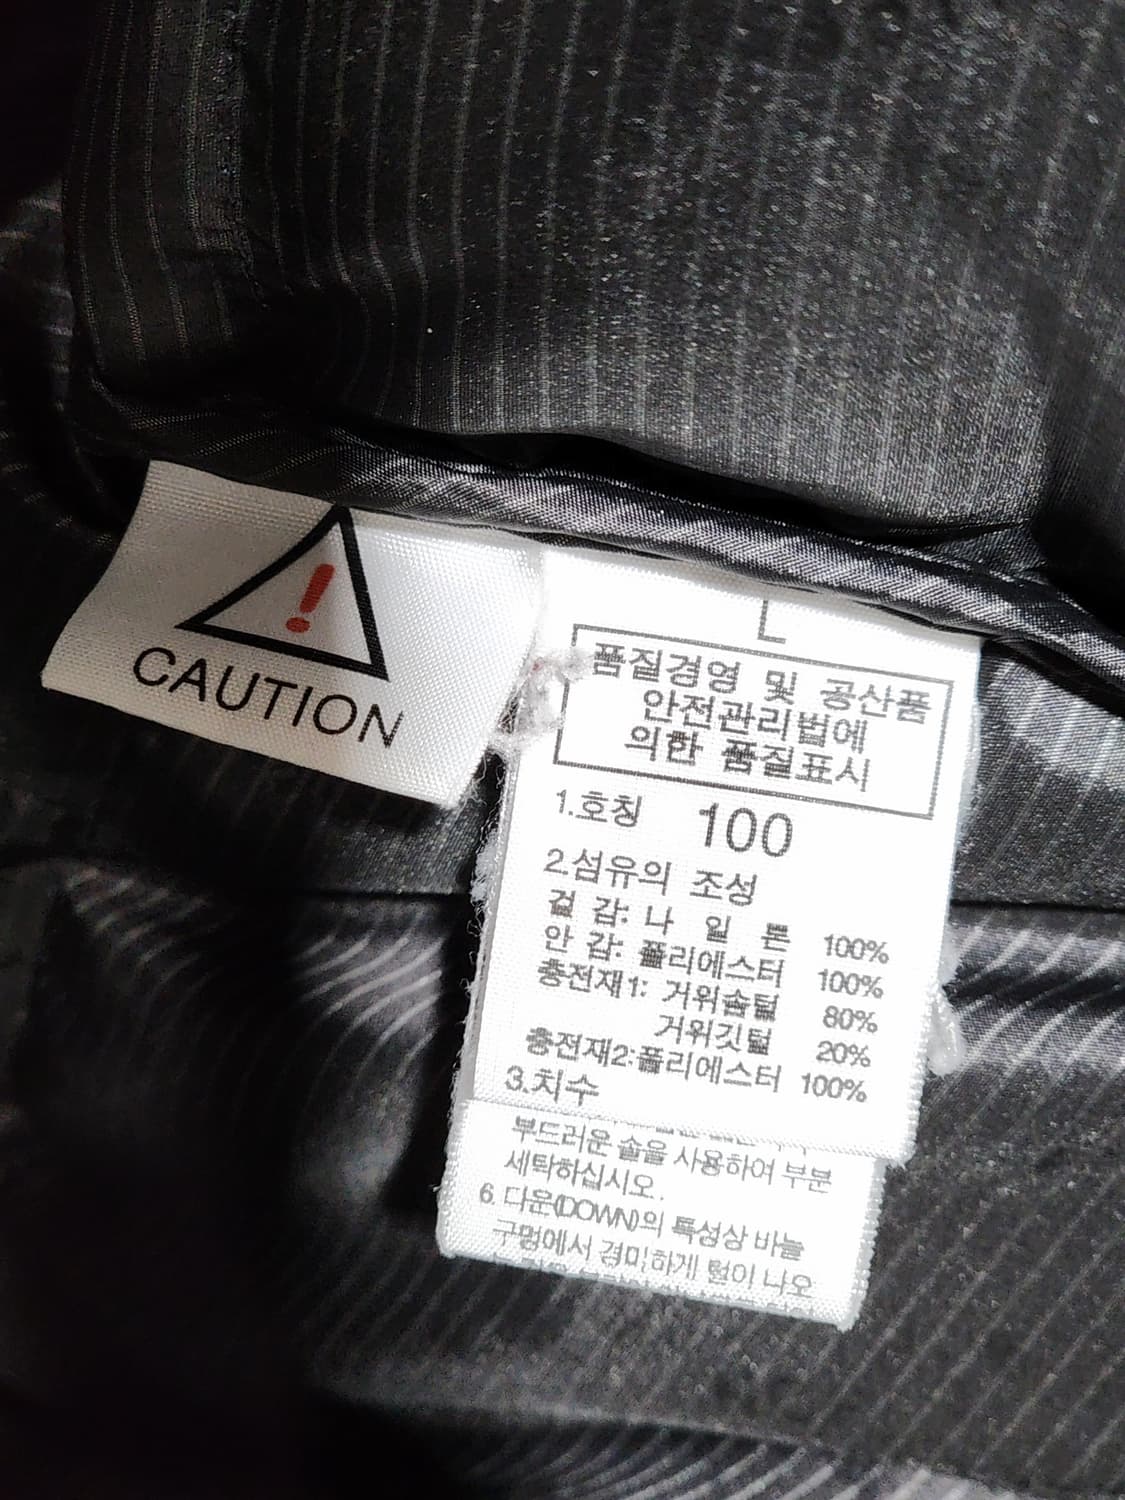 !
CAUTION
L
품질경영 및 공산품
안전관리법에
의한 품질표시
1.호칭 100
2.섬유의 조성
겉 감: 나 일 론 100%
안 감: 폴리에스터 100%
충전재1: 거위솜털 80%
거위깃털 20%
충전재2:폴리에스터 100%
3.치수
부드러운 솔을 사용하여 부분
세탁하십시오.
6. 다운(DOWN)의 특성상 바늘
구멍에서 경미하게 털이 나오